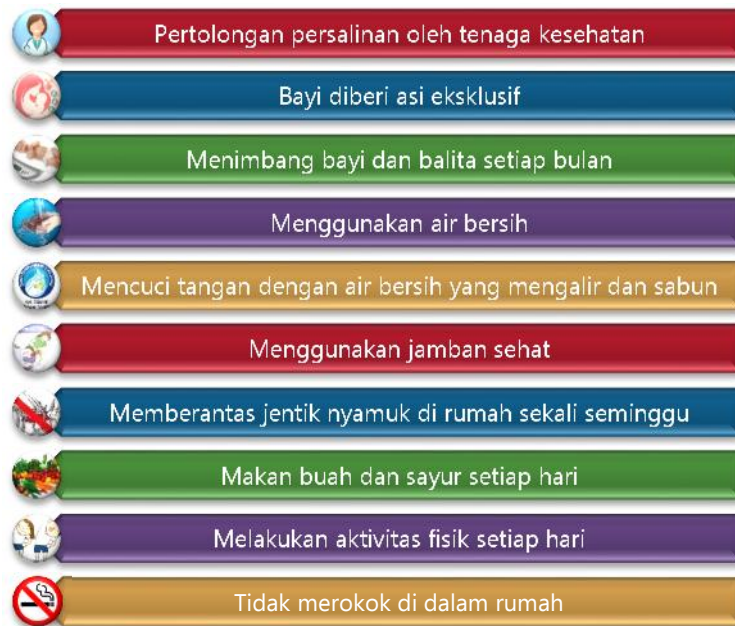 Pertolongan persalinan oleh tenaga kesehatan
Bayi diberi asi eksklusif
Menimbang bayi dan balita setiap bulan
Menggunakan air bersih
Mencuci tangan dengan air bersih yang mengalir dan sabun
Menggunakan jamban sehat
Memberantas jentik nyamuk di rumah sekali seminggu
Makan buah dan sayur setiap hari
Melakukan aktivitas fisik setiap hari
Tidak merokok di dalam rumah